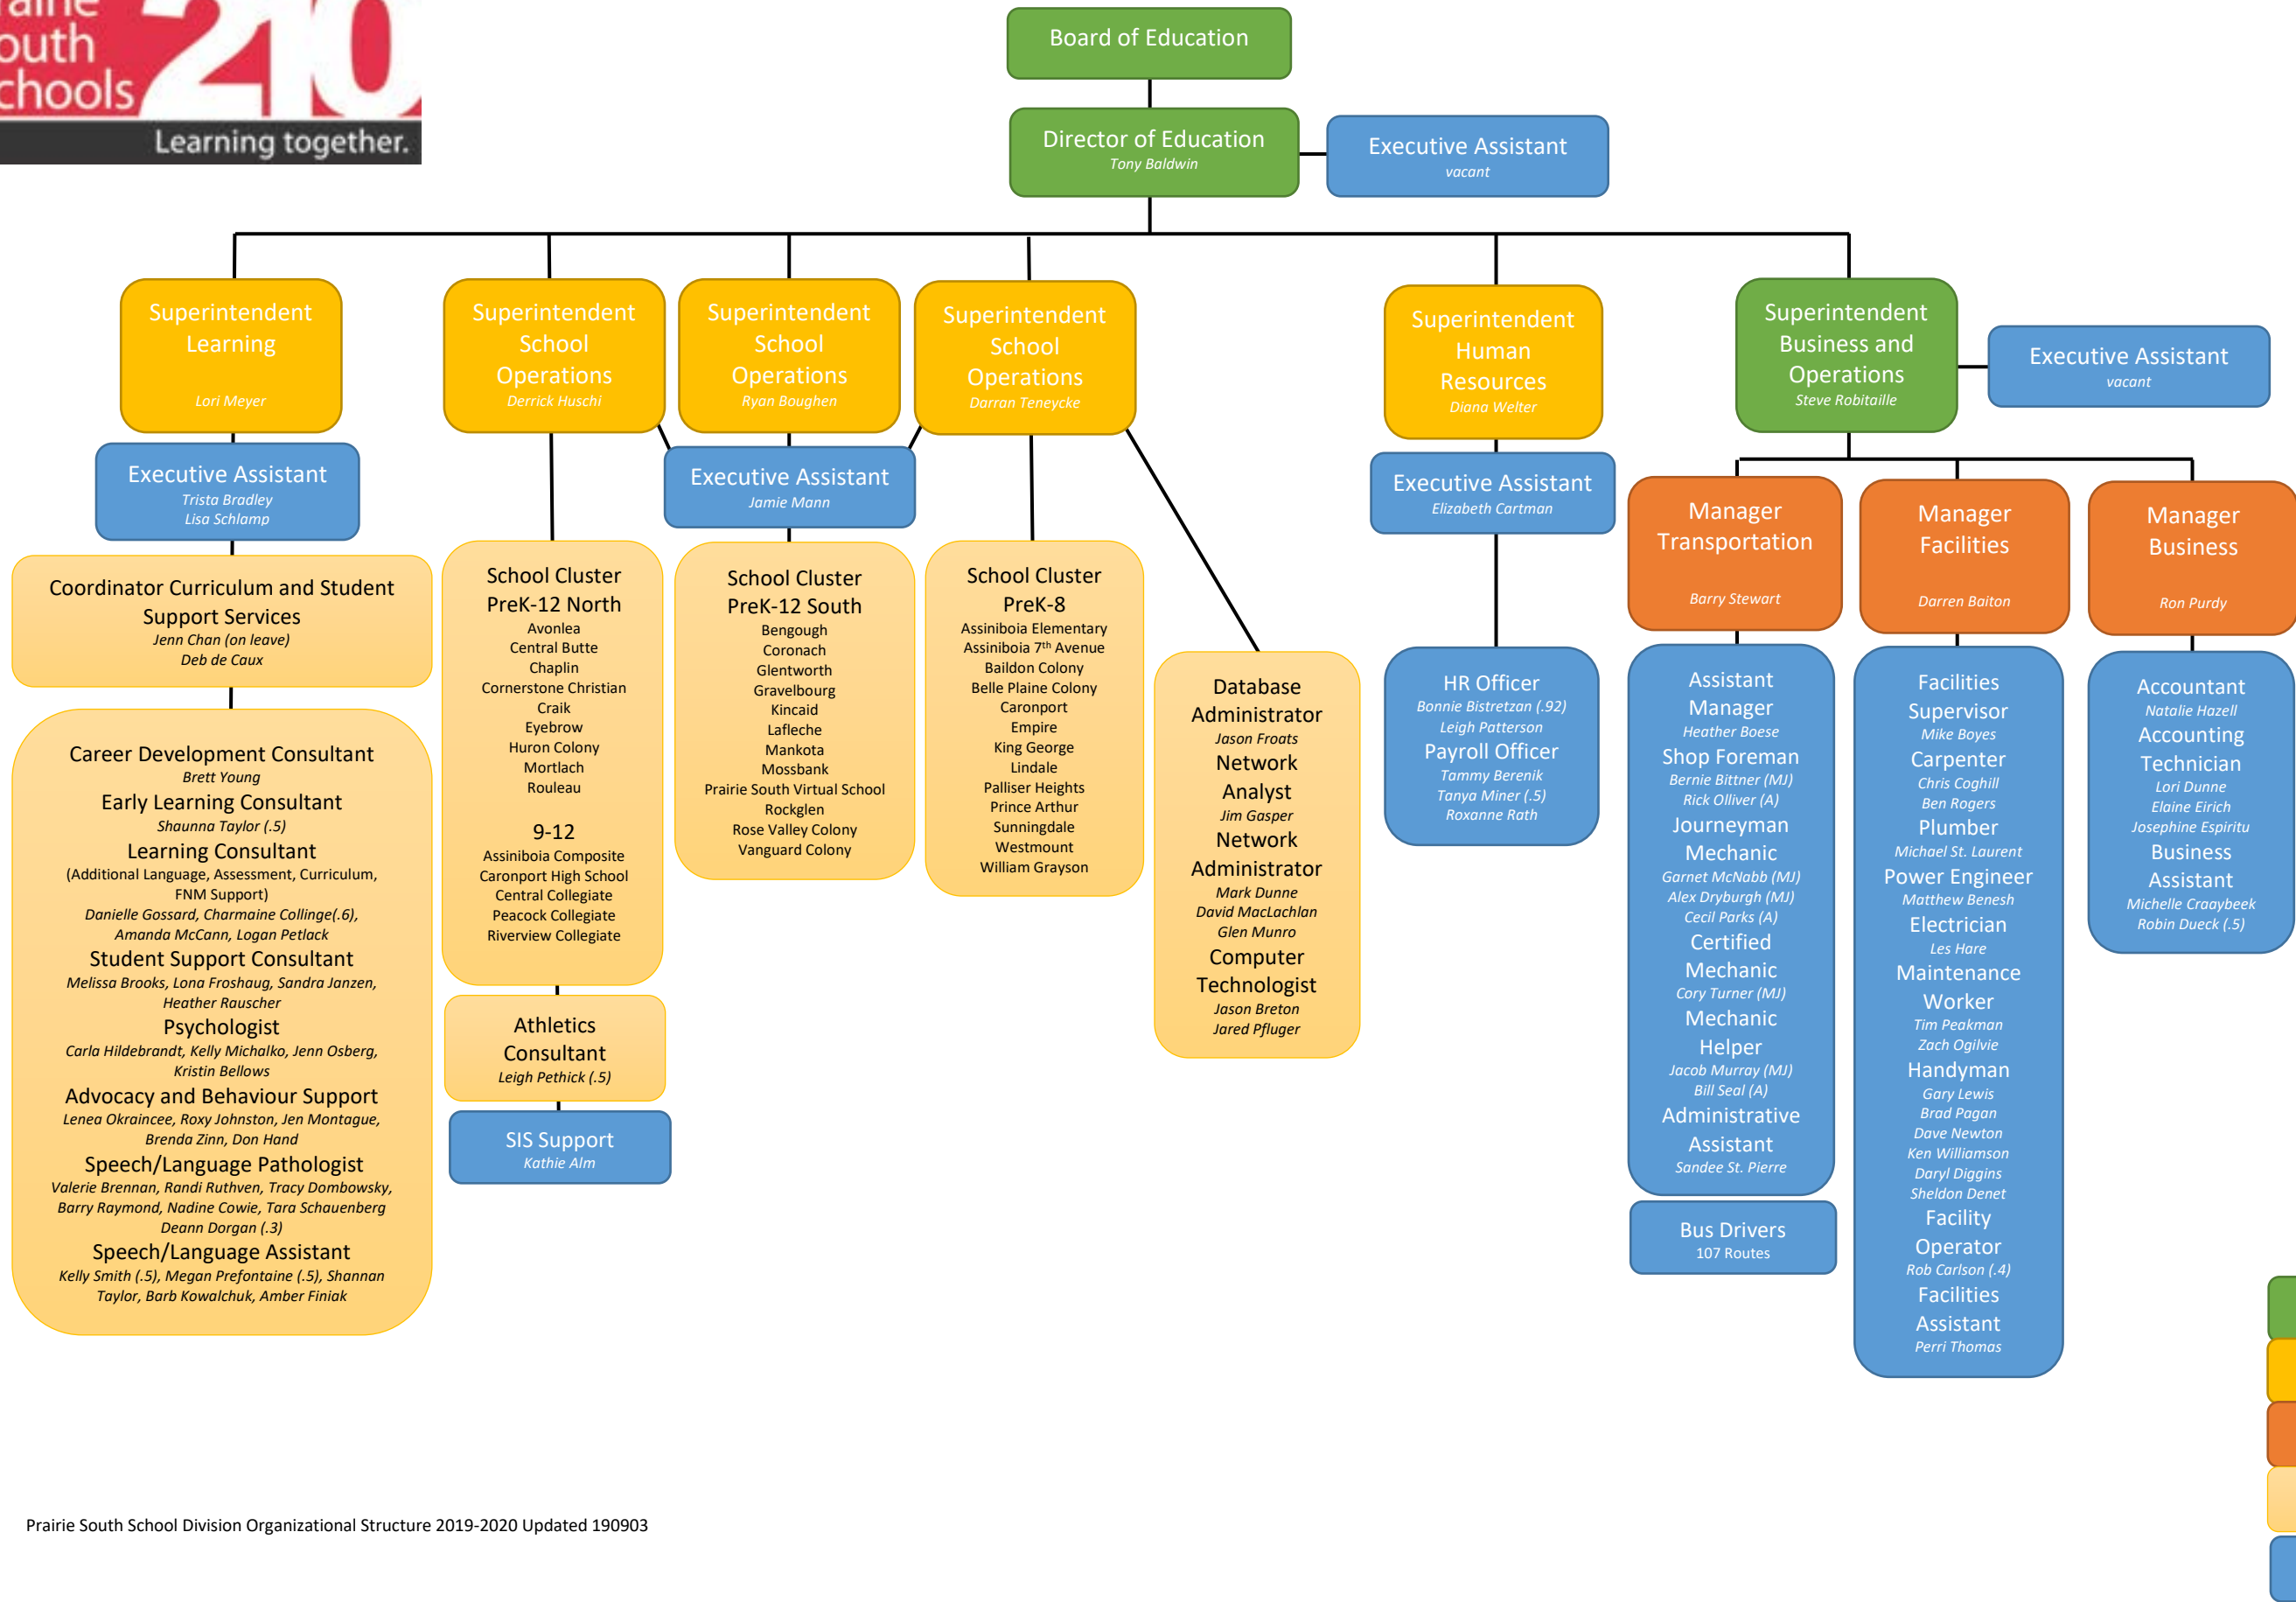 outh
chools
210
Learning together.
Board of Education
Director of Education
Tony Baldwin
Executive Assistant
vacant
Superintendent
Learning
Lori Meyer
Superintendent
School
Operations
Derrick Huschi
Superintendent
School
Operations
Ryan Boughen
Superintendent
School
Operations
Darran Teneycke
Superintendent
Human
Resources
Diana Welter
Superintendent
Business and
Operations
Steve Robitaille
Executive Assistant
vacant
Executive Assistant
Trista Bradley
Lisa Schlamp
Executive Assistant
Jamie Mann
Executive Assistant
Elizabeth Cartman
Manager
Transportation
Barry Stewart
Manager
Facilities
Darren Baiton
Manager
Business
Ron Purdy
Coordinator Curriculum and Student
Support Services
Jenn Chan (on leave)
Deb de Caux
Career Development Consultant
Brett Young
Early Learning Consultant
Shaunna Taylor (.5)
Learning Consultant
(Additional Language, Assessment, Curriculum,
FNM Support)
Danielle Gossard, Charmaine Collinge(.6),
Amanda McCann, Logan Petlack
Student Support Consultant
Melissa Brooks, Lona Froshaug, Sandra Janzen,
Heather Rauscher
Psychologist
Carla Hildebrandt, Kelly Michalko, Jenn Osberg,
Kristin Bellows
Advocacy and Behaviour Support
Lenea Okraincee, Roxy Johnston, Jen Montague,
Brenda Zinn, Don Hand
Speech/Language Pathologist
Valerie Brennan, Randi Ruthven, Tracy Dombowsky,
Barry Raymond, Nadine Cowie, Tara Schauenberg
Deann Dorgan (.3)
Speech/Language Assistant
Kelly Smith (.5), Megan Prefontaine (.5), Shannan
Taylor, Barb Kowalchuk, Amber Finiak
School Cluster
PreK-12 North
Avonlea
Central Butte
Chaplin
Cornerstone Christian
Craik
Eyebrow
Huron Colony
Mortlach
Rouleau
9-12
Assiniboia Composite
Caronport High School
Central Collegiate
Peacock Collegiate
Riverview Collegiate
Athletics
Consultant
Leigh Pethick (.5)
SIS Support
Kathie Alm
School Cluster
PreK-12 South
Bengough
Coronach
Glentworth
Gravelbourg
Kincaid
Lafleche
Mankota
Mossbank
Prairie South Virtual School
Rockglen
Rose Valley Colony
Vanguard Colony
School Cluster
PreK-8
Assiniboia Elementary
Assiniboia 7th Avenue
Baildon Colony
Belle Plaine Colony
Caronport
Empire
King George
Lindale
Palliser Heights
Prince Arthur
Sunningdale
Westmount
William Grayson
Database
Administrator
Jason Froats
Network
Analyst
Jim Gasper
Network
Administrator
Mark Dunne
David MacLachlan
Glen Munro
Computer
Technologist
Jason Breton
Jared Pfluger
HR Officer
Bonnie Bistretzan (.92)
Leigh Patterson
Payroll Officer
Tammy Berenik
Tanya Miner (.5)
Roxanne Rath
Assistant
Manager
Heather Boese
Shop Foreman
Bernie Bittner (MJ)
Rick Olliver (A)
Journeyman
Mechanic
Garnet McNabb (MJ)
Alex Dryburgh (MJ)
Cecil Parks (A)
Certified
Mechanic
Cory Turner (MJ)
Mechanic
Helper
Jacob Murray (MJ)
Bill Seal (A)
Administrative
Assistant
Sandee St. Pierre
Bus Drivers
107 Routes
Facilities
Supervisor
Mike Boyes
Carpenter
Chris Coghill
Ben Rogers
Plumber
Michael St. Laurent
Power Engineer
Matthew Benesh
Electrician
Les Hare
Maintenance
Worker
Tim Peakman
Zach Ogilvie
Handyman
Gary Lewis
Brad Pagan
Dave Newton
Ken Williamson
Daryl Diggins
Sheldon Denet
Facility
Operator
Rob Carlson (.4)
Facilities
Assistant
Perri Thomas
Accountant
Natalie Hazell
Accounting
Technician
Lori Dunne
Elaine Eirich
Josephine Espiritu
Business
Assistant
Michelle Craaybeek
Robin Dueck (.5)
Prairie South School Division Organizational Structure 2019-2020 Updated 190903